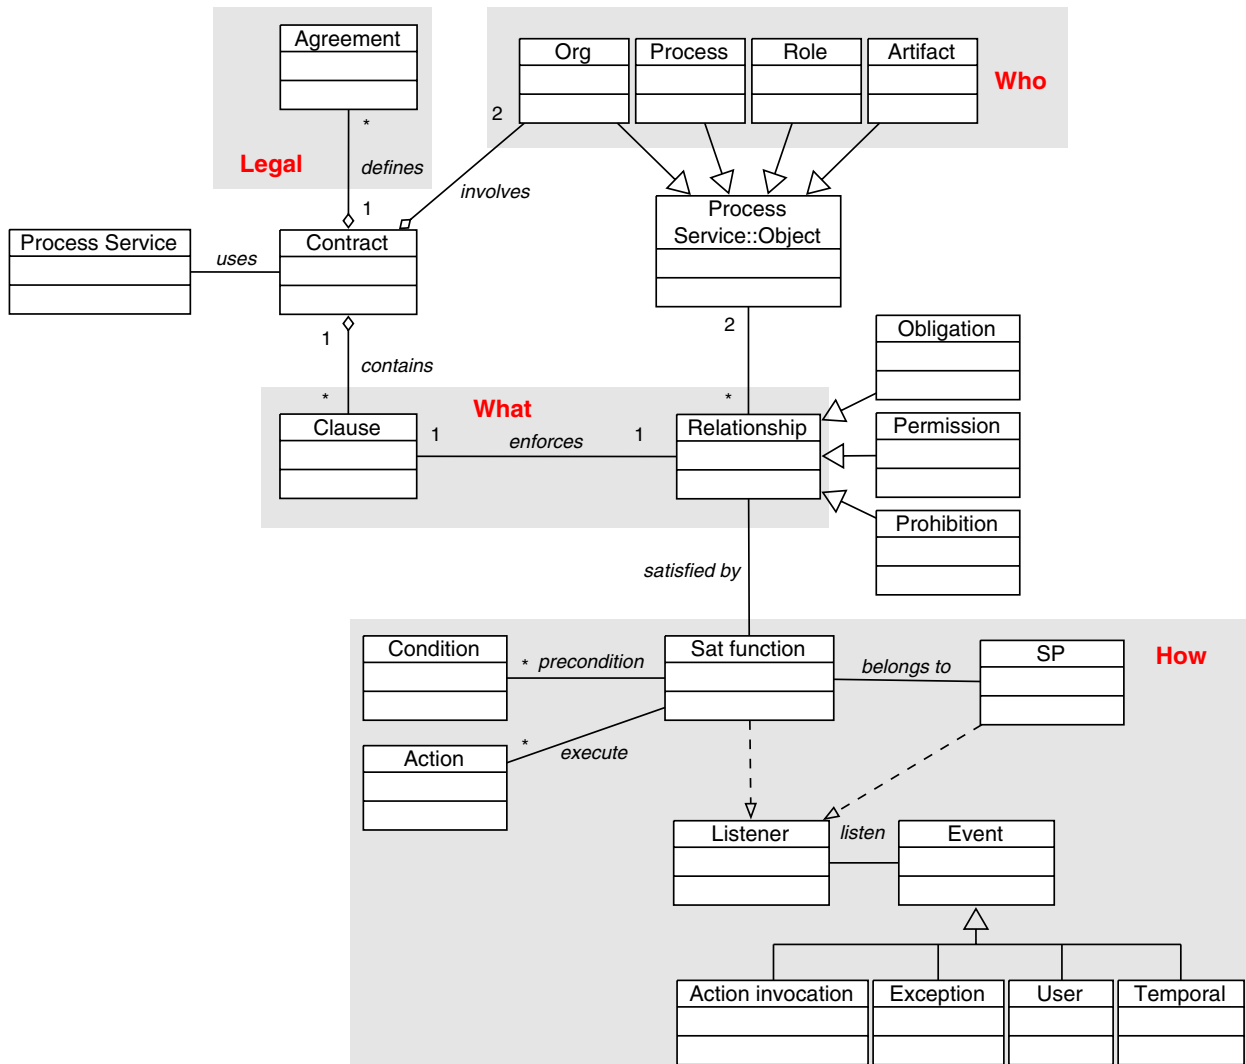 Agreement
Org
Process
Role
Artifact
Who
*
2
Legal
defines
involves
1
Process
Service::Object
Process Service
uses
Contract
1
2
contains
Obligation
*
What
*
Clause
1
enforces
1
Relationship
Permission
Prohibition
satisfied by
Condition
* precondition
Sat function
belongs to
SP
How
Action
*
execute
Listener
listen
Event
Action invocation
Exception
User
Temporal